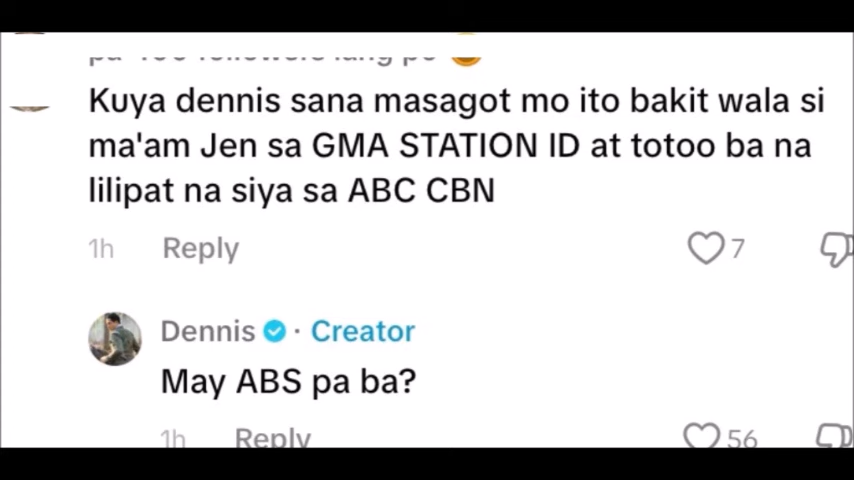 Kuya dennis sana masagot mo ito bakit wala si
ma'am Jen sa GMA STATION ID at totoo ba na
lilipat na siya sa ABC CBN
1h Reply 7
Dennis · Creator
May ABS pa ba?
1h Reply 56